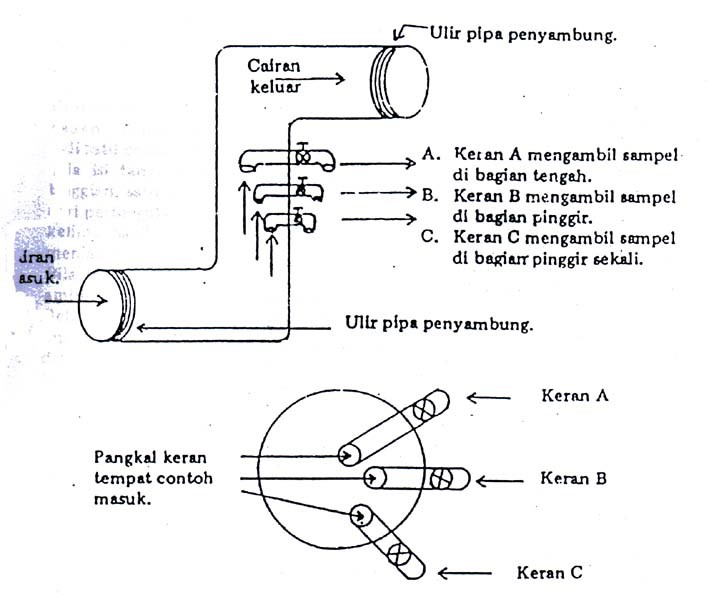 Ulir pipa penyambung.
Cairan
keluar
A. Keran A mengambil sampel
di bagian tengah.
B. Keran B mengambil sampel
di bagian pinggir.
C. Keran C mengambil sampel
di bagian pinggir sekali.
iran
asuk.
Ulir pipa penyambung.
Keran A
Pangkal keran
tempat contoh
masuk.
Keran B
Keran C